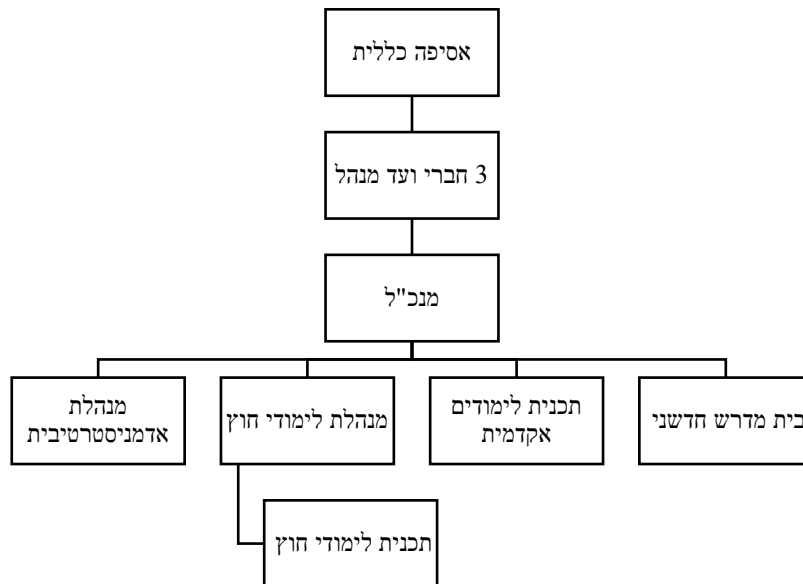 אסיפה כללית
3 חברי ועד מנהל
מנכ"ל
בית מדרש חדשני
תכנית לימודים
אקדמית
מנהלת לימודי חוץ
מנהלת
אדמניסטרטיבית
תכנית לימודי חוץ